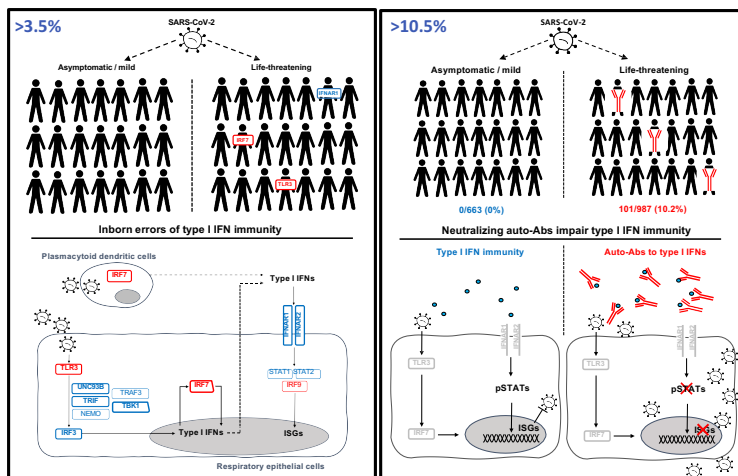 >3.5%
SARS-CoV-2
Asymptomatic / mild
Life-threatening
IFNAR1
IRF7
TLR3
Inborn errors of type I IFN immunity
Plasmacytoid dendritic cells
IRF7
Type I IFNs
IFNAR1
IFNAR2
TLR3
UNC93B
TRIF
NEMO
TRAF3
TBK1
IRF3
IRF7
Type I IFNs
STAT1
STAT2
IRF9
ISGs
Respiratory epithelial cells
>10.5%
SARS-CoV-2
Asymptomatic / mild
Life-threatening
0/663 (0%)
101/987 (10.2%)
Neutralizing auto-Abs impair type I IFN immunity
Type I IFN immunity
Auto-Abs to type I IFNs
IFNAR1
IFNAR2
TLR3
pSTATs
ISGs
IRF7
IFNAR1
IFNAR2
TLR3
pSTATs
ISGs
IRF7